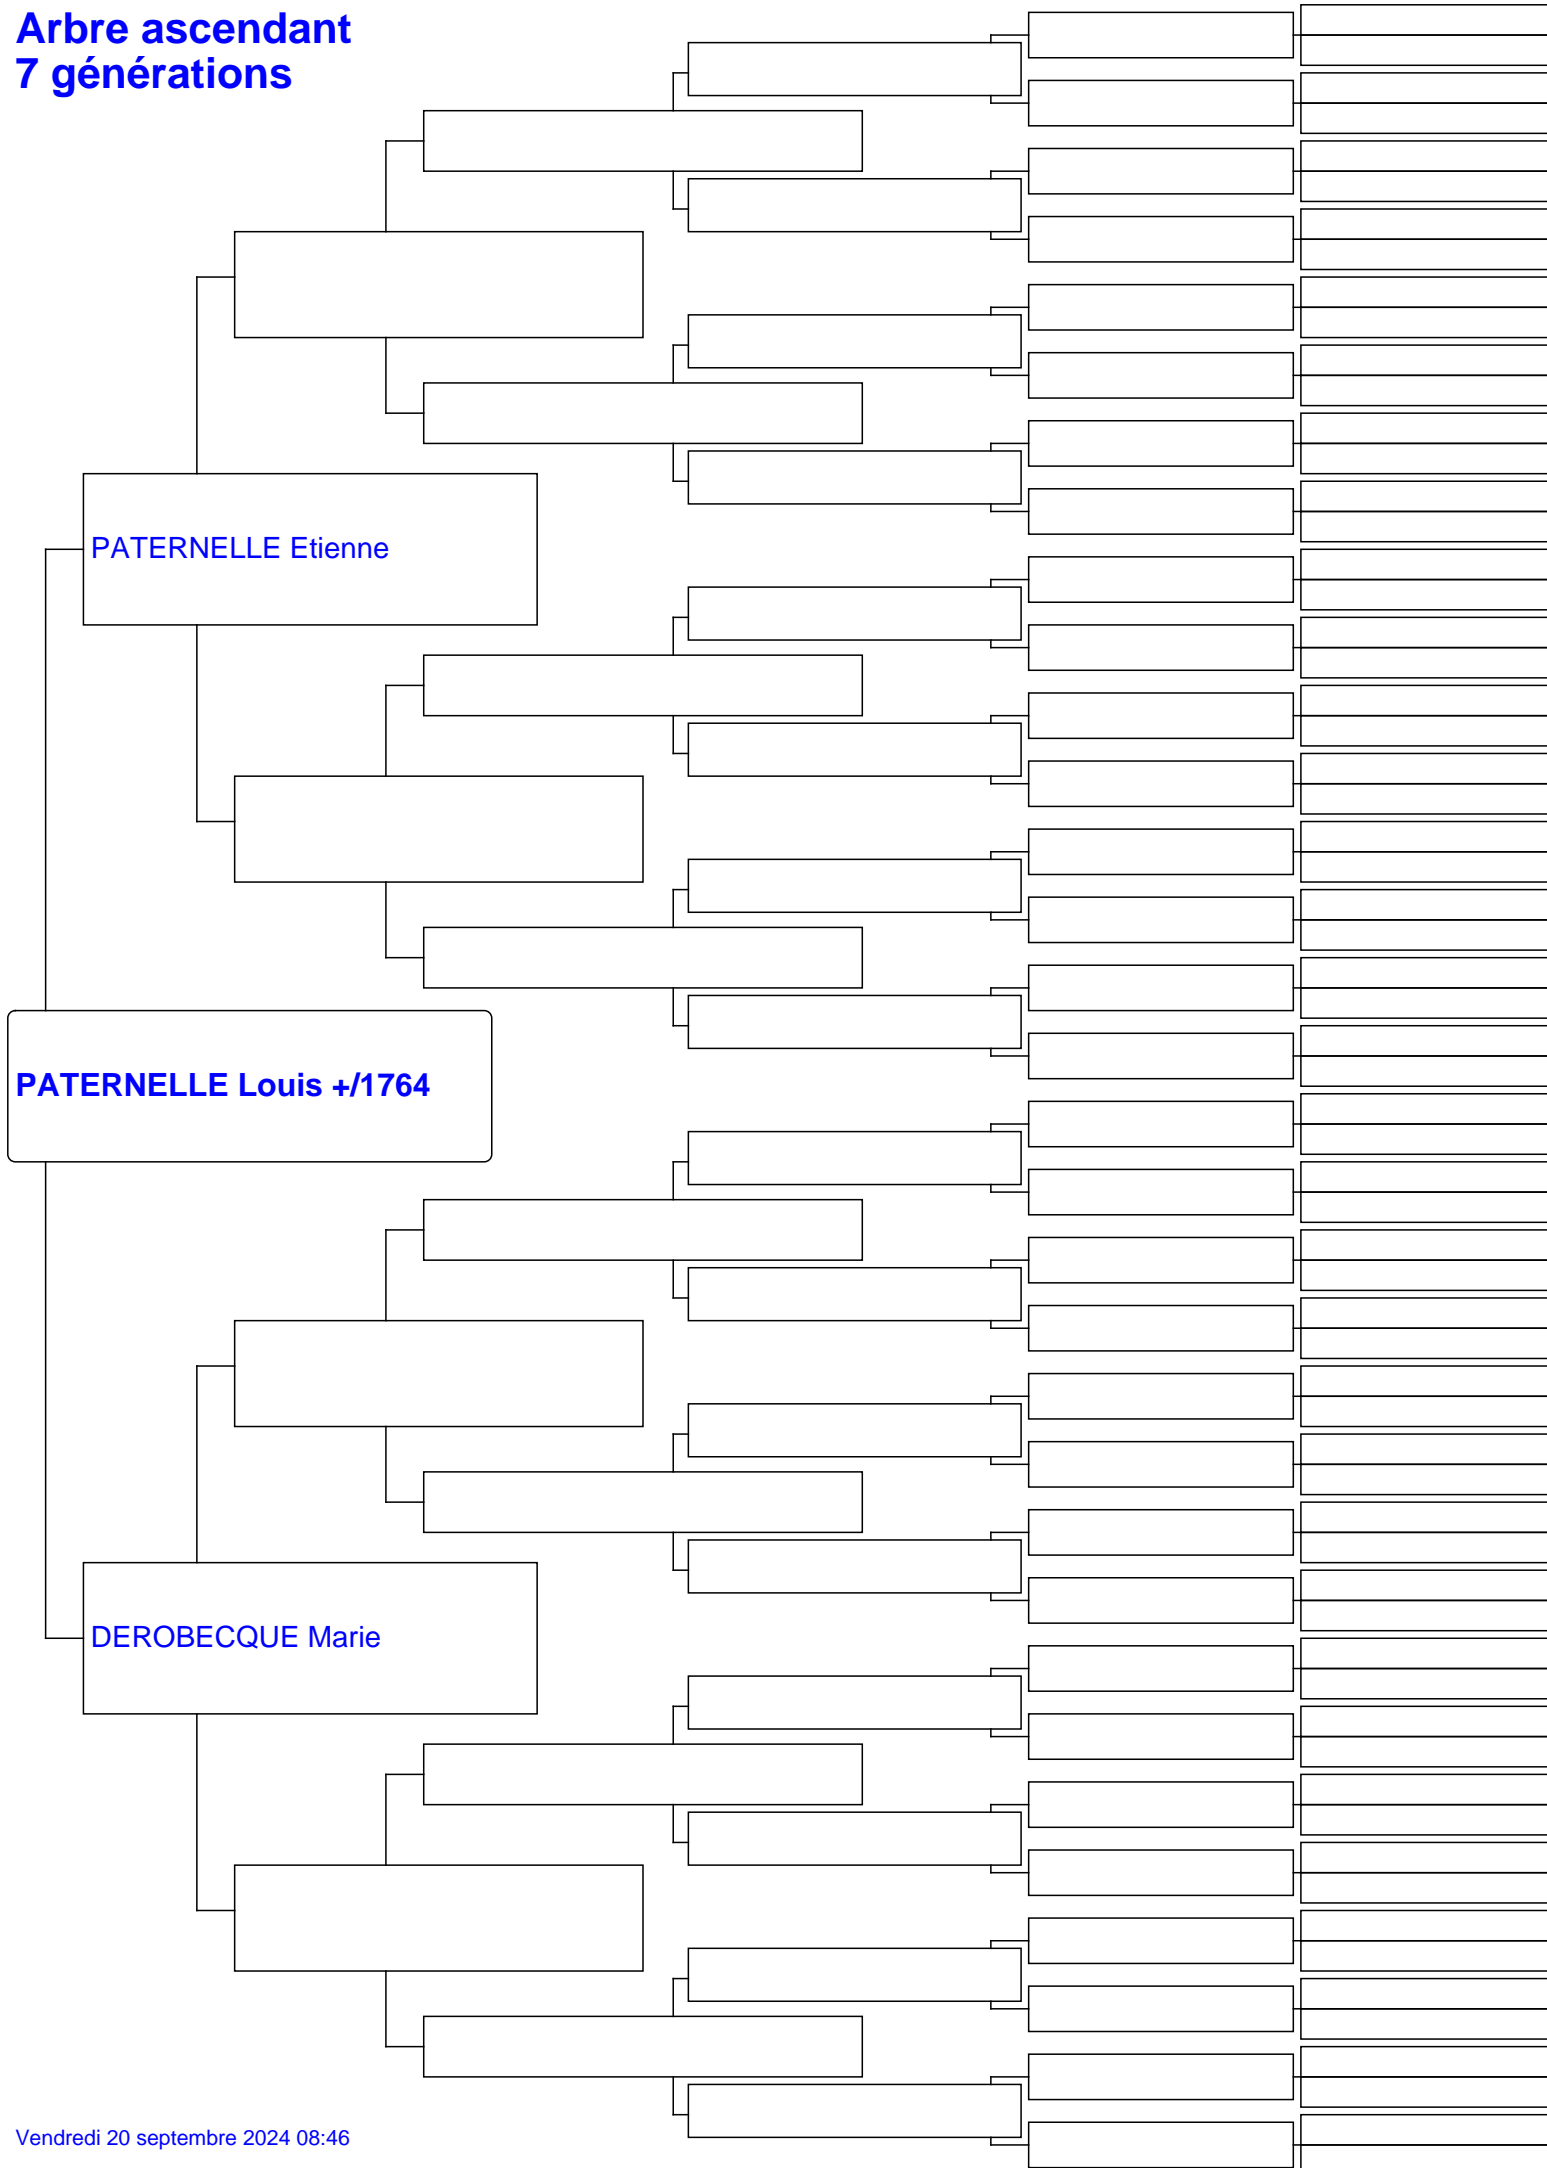 Arbre ascendant
7 générations
PATERNELLE Etienne
PATERNELLE Louis +/1764
DEROBECQUE Marie
Vendredi 20 septembre 2024 08:46